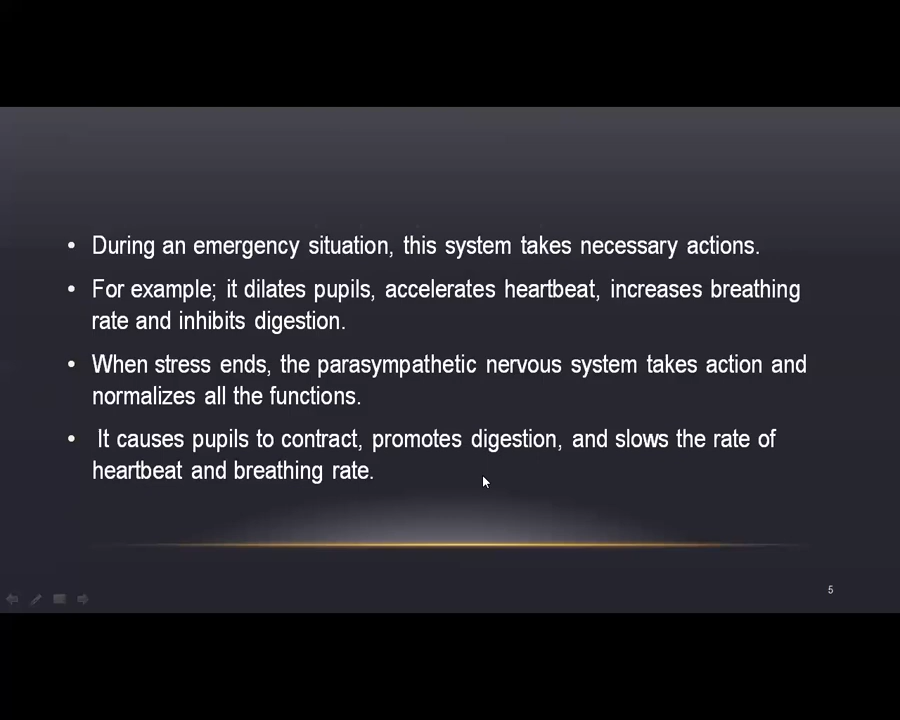 • During an emergency situation, this system takes necessary actions.
• For example; it dilates pupils, accelerates heartbeat, increases breathing
rate and inhibits digestion.
• When stress ends, the parasympathetic nervous system takes action and
normalizes all the functions.
• It causes pupils to contract, promotes digestion, and slows the rate of
heartbeat and breathing rate.
5